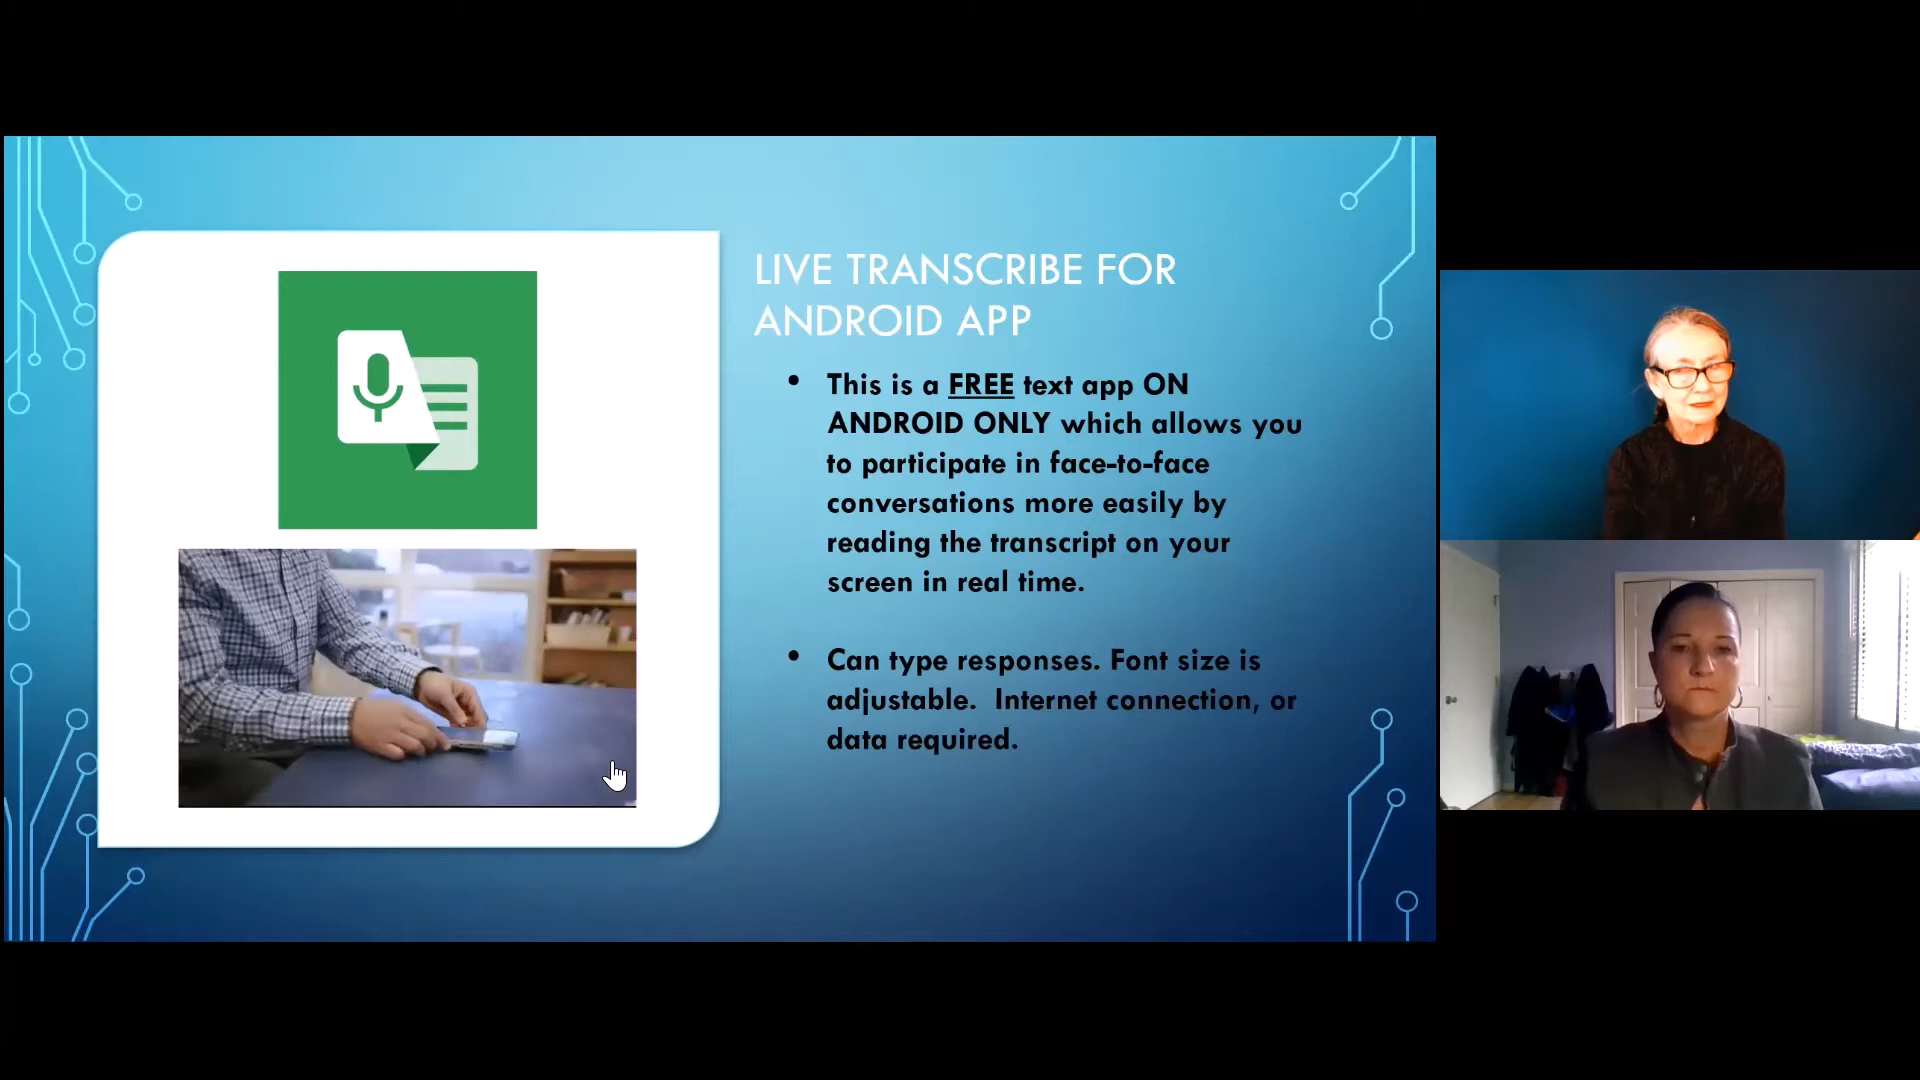 LIVE TRANSCRIBE FOR
ANDROID APP
• This is a FREE text app ON
ANDROID ONLY which allows you
to participate in face-to-face
conversations more easily by
reading the transcript on your
screen in real time.
• Can type responses. Font size is
adjustable.  Internet connection, or
data required.